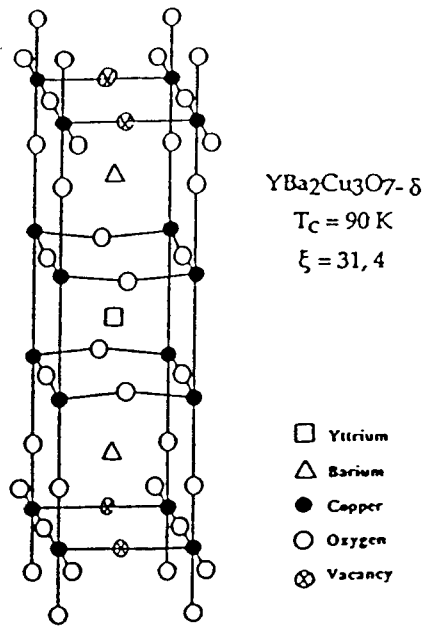 YBa2Cu3O7- δ
Tc = 90 K
ξ = 31, 4
Yttrium
Barium
Copper
Oxygen
Vacancy